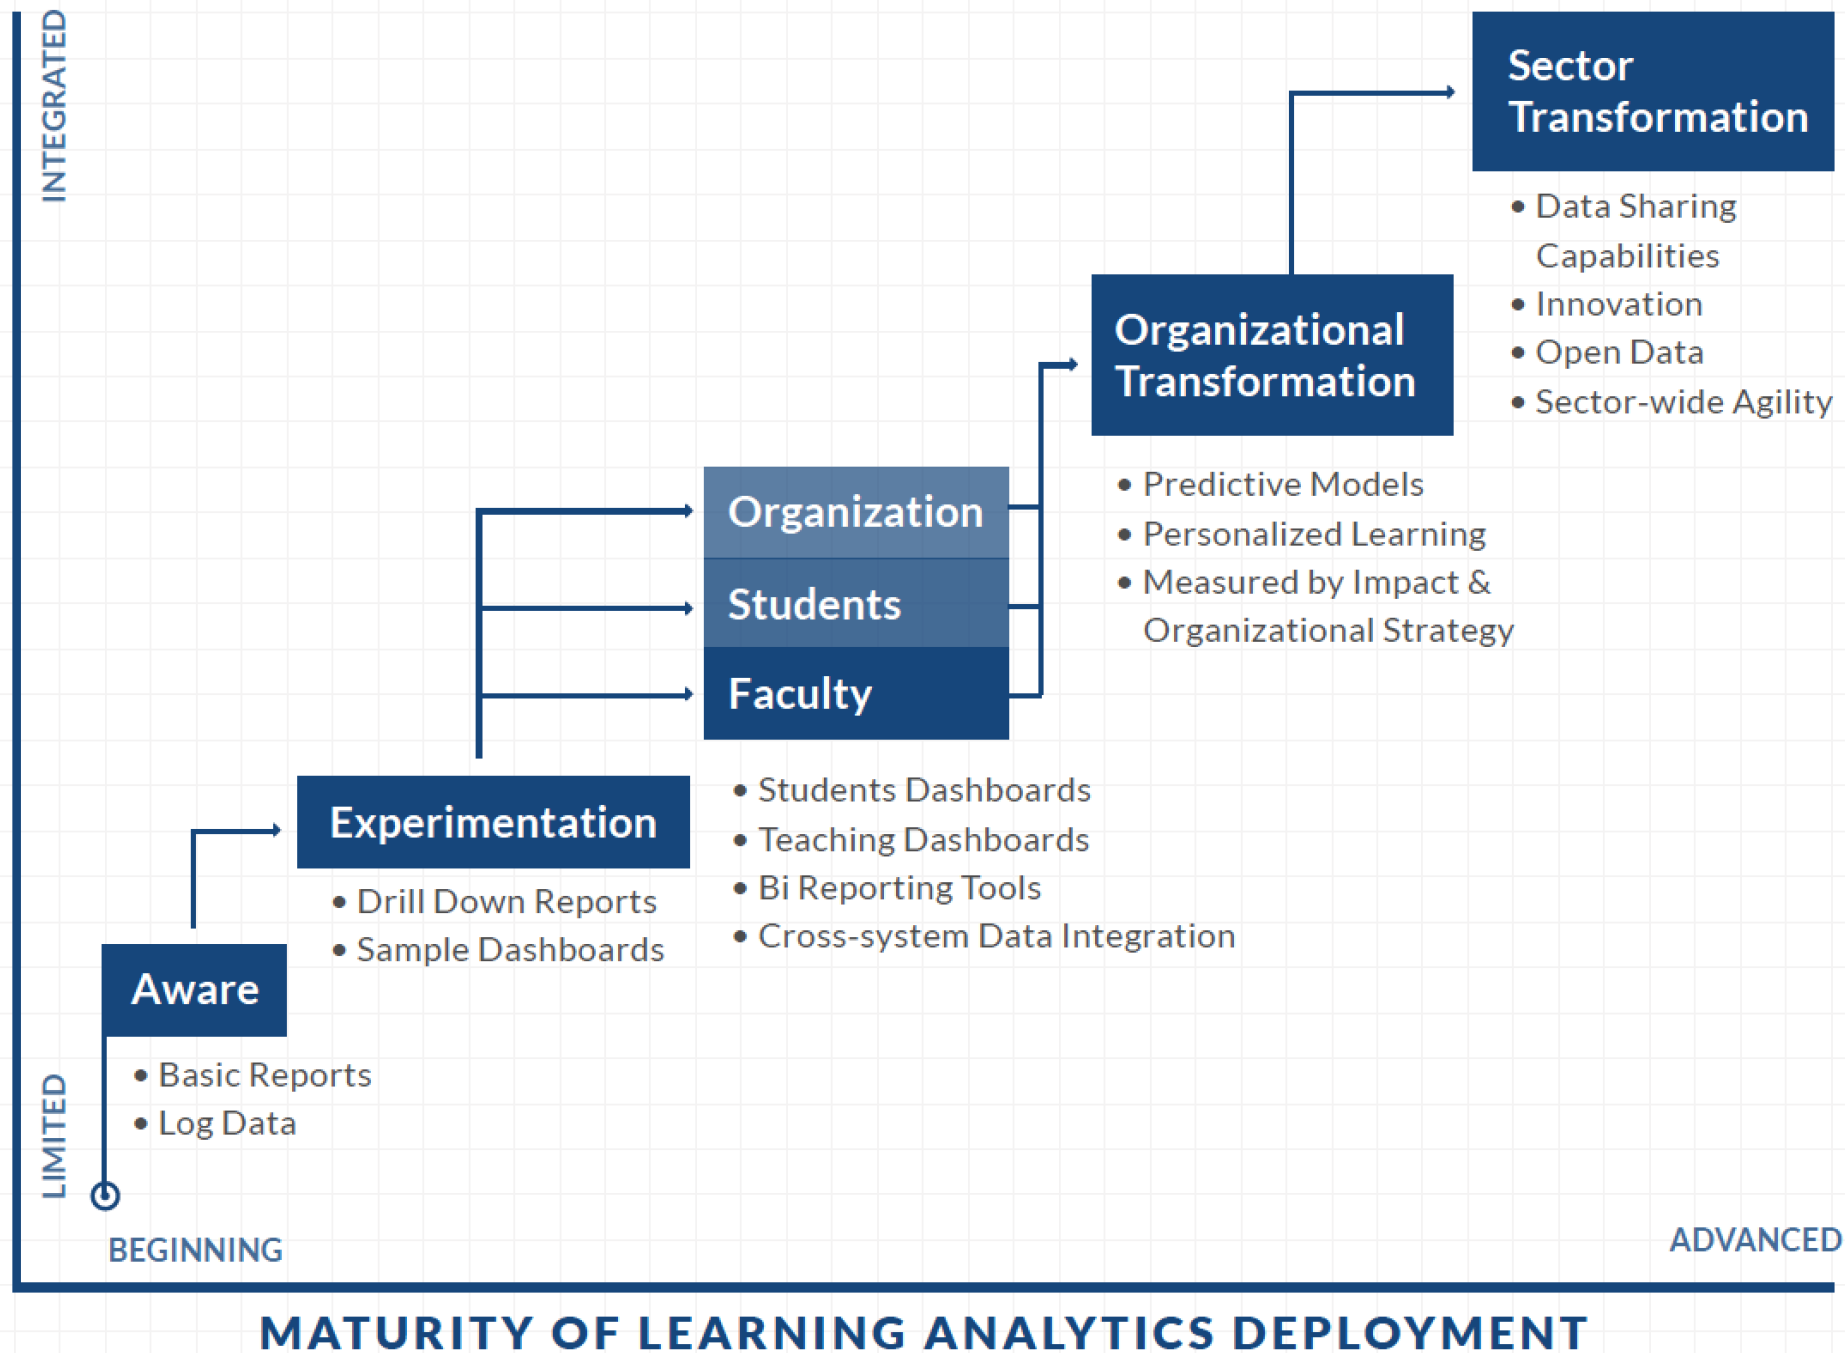 INTEGRATED
Sector
Transformation
• Data Sharing
Capabilities
• Innovation
• Open Data
• Sector-wide Agility
Organizational
Transformation
• Predictive Models
• Personalized Learning
• Measured by Impact &
Organizational Strategy
Organization
Students
Faculty
• Students Dashboards
• Teaching Dashboards
• Bi Reporting Tools
• Cross-system Data Integration
Experimentation
• Drill Down Reports
• Sample Dashboards
Aware
• Basic Reports
• Log Data
LIMITED
BEGINNING
ADVANCED
MATURITY OF LEARNING ANALYTICS DEPLOYMENT